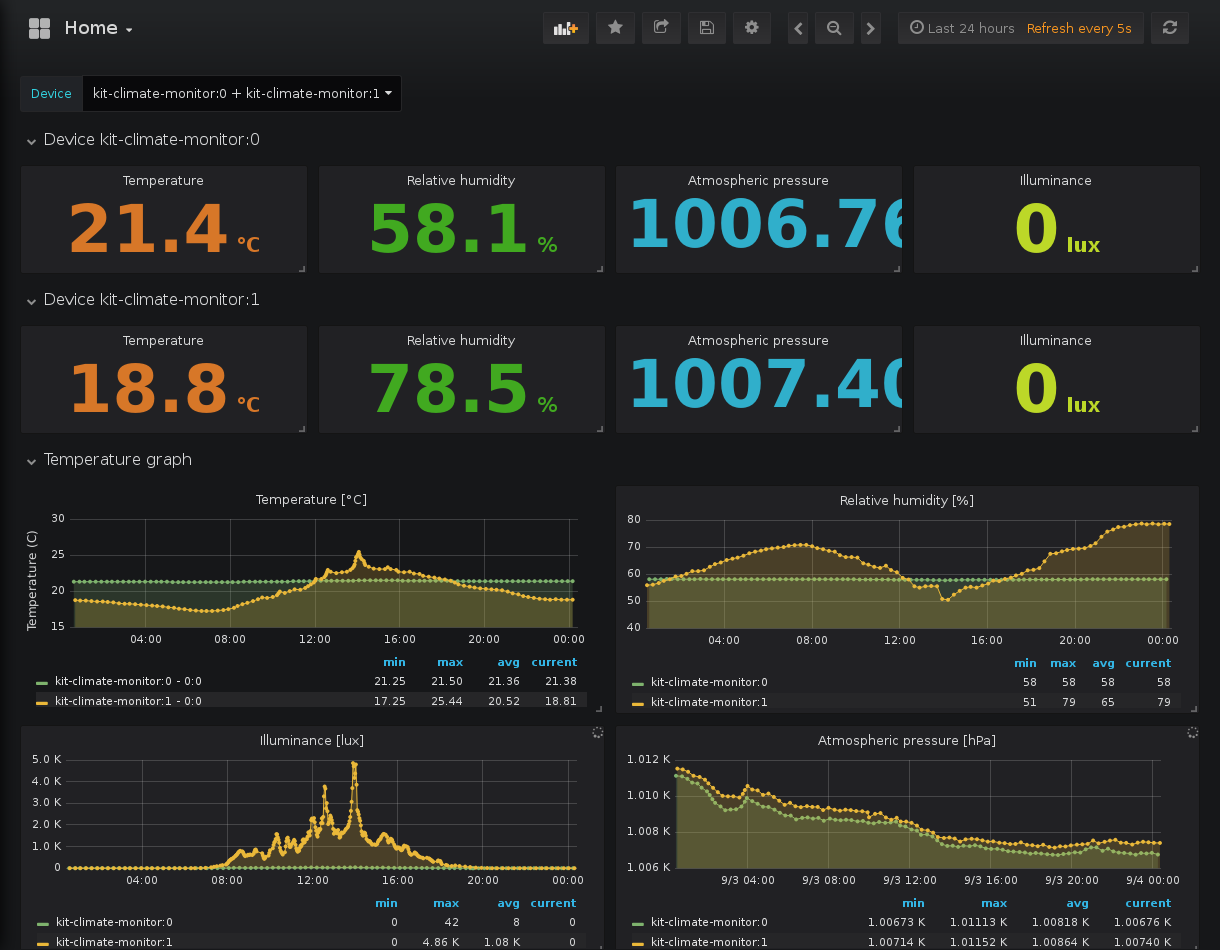 Home
Last 24 hours Refresh every 5s
Device kit-climate-monitor:0 + kit-climate-monitor:1
Device kit-climate-monitor:0
Temperature Relative humidity Atmospheric pressure Illuminance
21.4 °C 58.1 % 1006.76 0 lux
Device kit-climate-monitor:1
Temperature Relative humidity Atmospheric pressure Illuminance
18.8 °C 78.5 % 1007.40 0 lux
Temperature graph
Temperature [°C]
Temperature (C)
30
25
20
15
04:00 08:00 12:00 16:00 20:00 00:00
min max avg current
kit-climate-monitor:0 - 0:0 21.25 21.50 21.36 21.38
kit-climate-monitor:1 - 0:0 17.25 25.44 20.52 18.81
Relative humidity [%]
80
70
60
50
40
04:00 08:00 12:00 16:00 20:00 00:00
min max avg current
kit-climate-monitor:0 58 58 58 58
kit-climate-monitor:1 51 79 65 79
Illuminance [lux]
5.0 K
4.0 K
3.0 K
2.0 K
1.0 K
0
04:00 08:00 12:00 16:00 20:00 00:00
min max avg current
kit-climate-monitor:0 0 42 8 0
kit-climate-monitor:1 0 4.86 K 1.08 K 0
Atmospheric pressure [hPa]
1.012 K
1.010 K
1.008 K
1.006 K
9/3 04:00 9/3 08:00 9/3 12:00 9/3 16:00 9/3 20:00 9/4 00:00
min max avg current
kit-climate-monitor:0 1.00673 K 1.01113 K 1.00818 K 1.00676 K
kit-climate-monitor:1 1.00714 K 1.01152 K 1.00864 K 1.00740 K